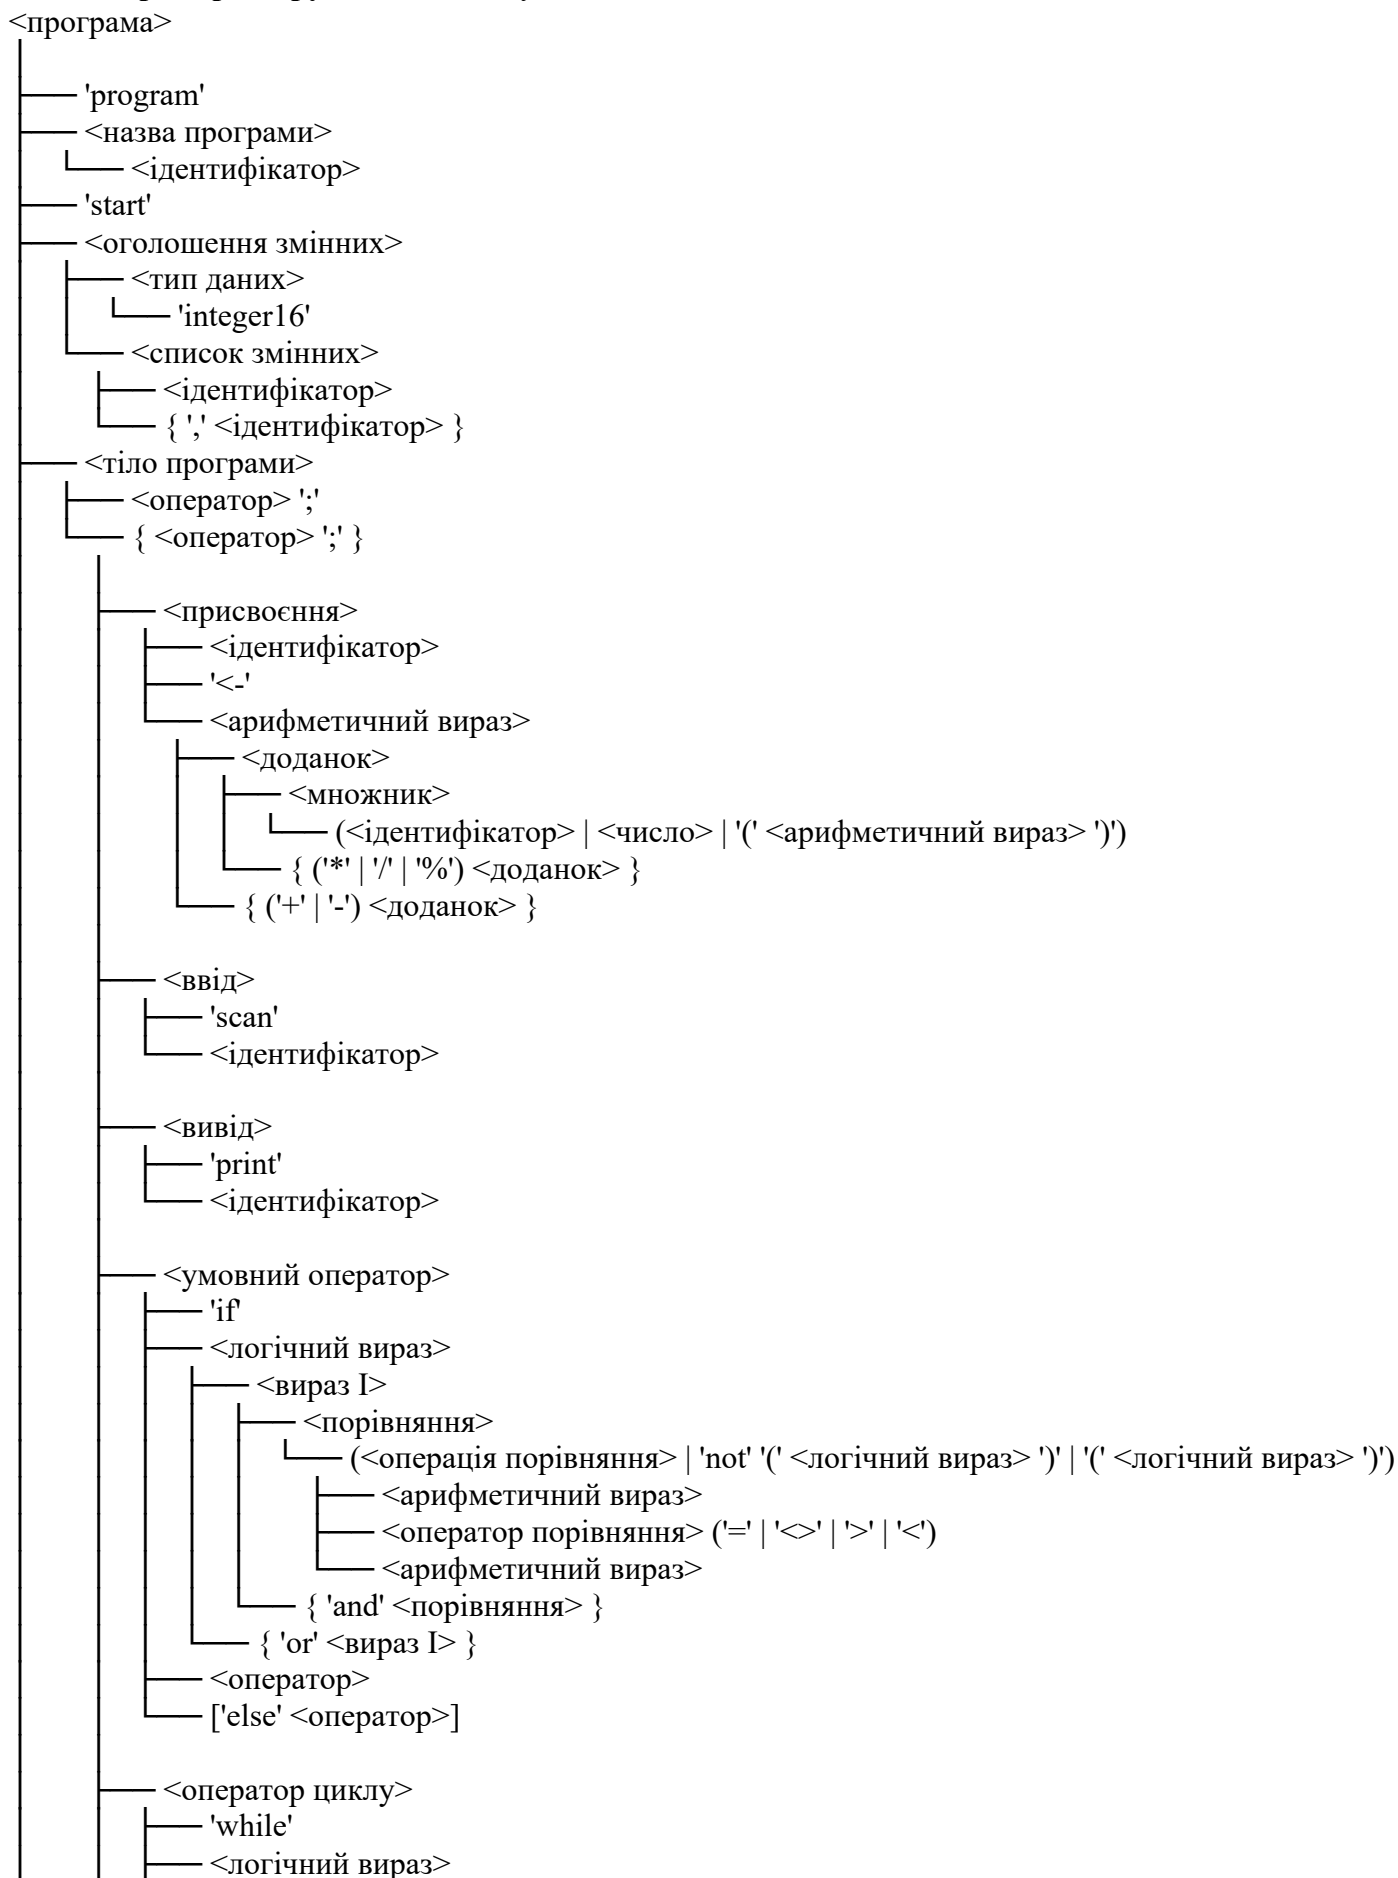 <програма>
'program'
<назва програми>
<ідентифікатор>
'start'
<оголошення змінних>
<тип даних>
'integer16'
<список змінних>
<ідентифікатор>
{ ',' <ідентифікатор> }
<тіло програми>
<оператор> ';'
{ <оператор> ';' }
<присвоєння>
<ідентифікатор>
'<-'
<арифметичний вираз>
<доданок>
<множник>
(<ідентифікатор> | <число> | '(' <арифметичний вираз> ')')
{ ('*' | '/' | '%') <доданок> }
{ ('+' | '-') <доданок> }
<ввід>
'scan'
<ідентифікатор>
<вивід>
'print'
<ідентифікатор>
<умовний оператор>
'if'
<логічний вираз>
<вираз І>
<порівняння>
(<операція порівняння> | 'not' '(' <логічний вираз> ')' | '(' <логічний вираз> ')')
<арифметичний вираз>
<оператор порівняння> ('=' | '<>' | '>' | '<')
<арифметичний вираз>
{ 'and' <порівняння> }
{ 'or' <вираз І> }
<оператор>
['else' <оператор>]
<оператор циклу>
'while'
<логічний вираз>